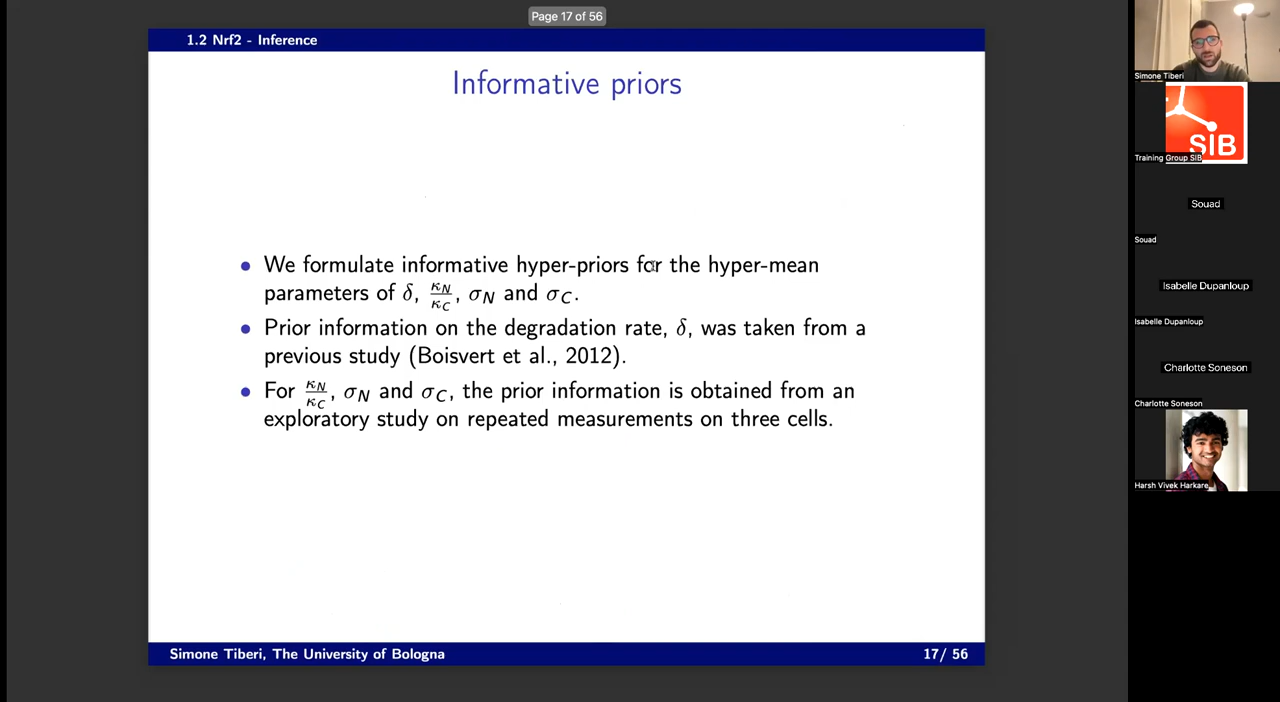 Page 17 of 56
1.2 Nrf2 - Inference
Informative priors
• We formulate informative hyper-priors for the hyper-mean
parameters of δ, κN/κC, σN and σC.
• Prior information on the degradation rate, δ, was taken from a
previous study (Boisvert et al., 2012).
• For κN/κC, σN and σC, the prior information is obtained from an
exploratory study on repeated measurements on three cells.
Simone Tiberi, The University of Bologna
17/ 56
Simone Tiberi
SIB
Training Group SIB
Souad
Souad
Isabelle Dupanloup
Isabelle Dupanloup
Charlotte Soneson
Charlotte Soneson
Harsh Vivek Harkare